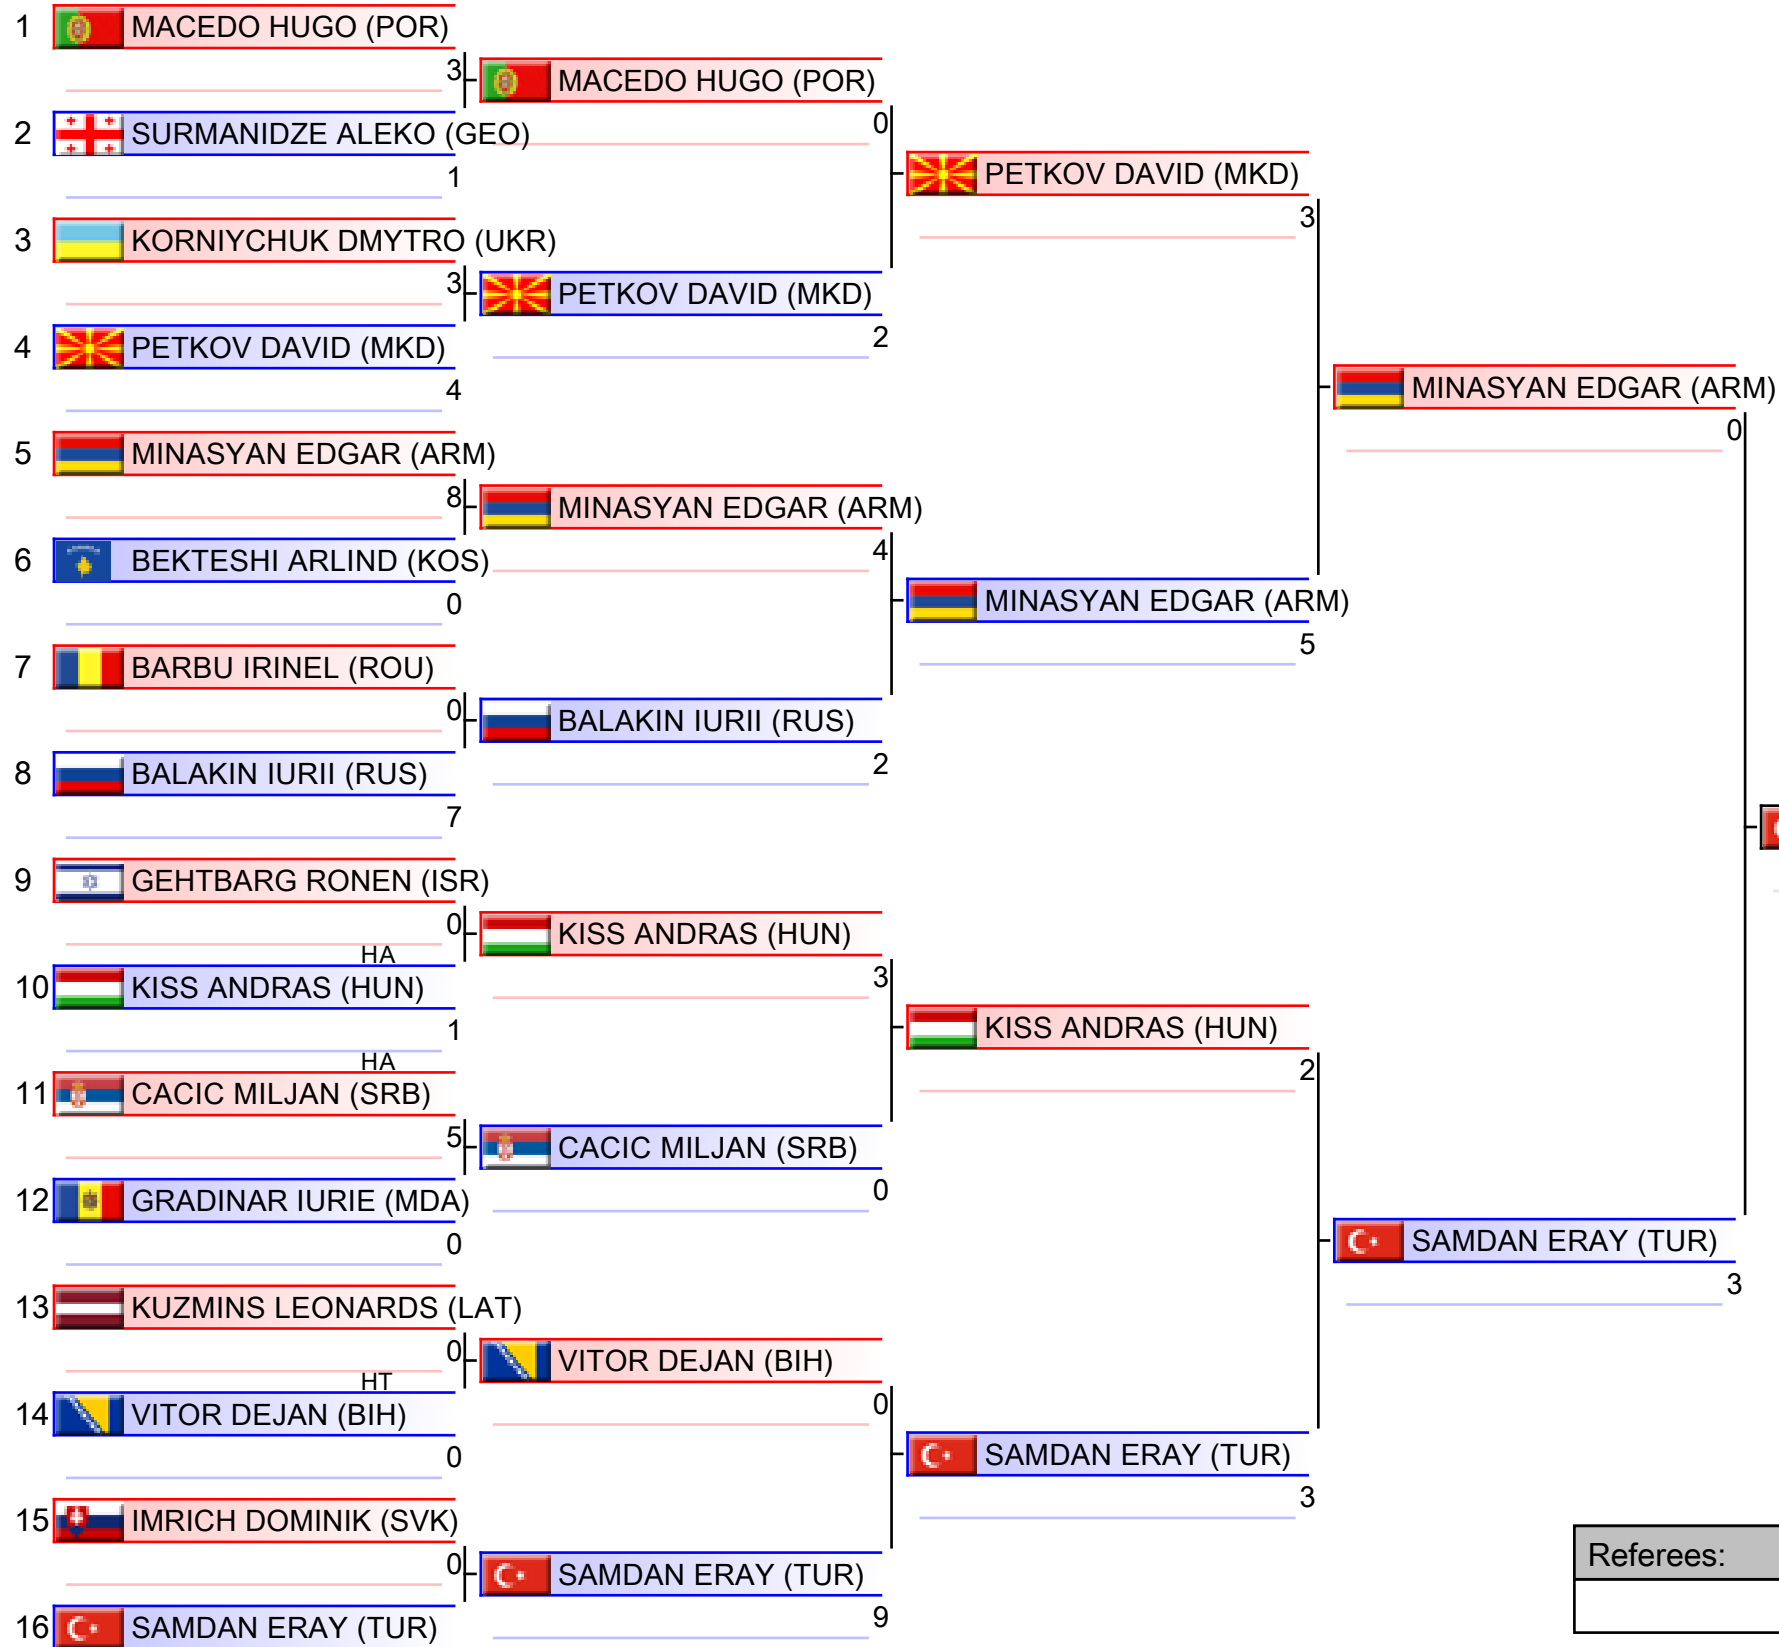 1 MACEDO HUGO (POR)
3 MACEDO HUGO (POR)
2 SURMANIDZE ALEKO (GEO)
0
1
PETKOV DAVID (MKD)
3
3 KORNIYCHUK DMYTRO (UKR)
3 PETKOV DAVID (MKD)
2
4 PETKOV DAVID (MKD)
4
MINASYAN EDGAR (ARM)
0
5 MINASYAN EDGAR (ARM)
8 MINASYAN EDGAR (ARM)
4
6 BEKTESHI ARLIND (KOS)
0
MINASYAN EDGAR (ARM)
5
7 BARBU IRINEL (ROU)
0 BALAKIN IURII (RUS)
2
8 BALAKIN IURII (RUS)
7
9 GEHTBARG RONEN (ISR)
0 KISS ANDRAS (HUN)
3
HA
10 KISS ANDRAS (HUN)
1
KISS ANDRAS (HUN)
2
HA
11 CACIC MILJAN (SRB)
5 CACIC MILJAN (SRB)
0
12 GRADINAR IURIE (MDA)
0
SAMDAN ERAY (TUR)
3
13 KUZMINS LEONARDS (LAT)
0 VITOR DEJAN (BIH)
0
HT
14 VITOR DEJAN (BIH)
0
SAMDAN ERAY (TUR)
3
15 IMRICH DOMINIK (SVK)
0 SAMDAN ERAY (TUR)
9
16 SAMDAN ERAY (TUR)
Referees: